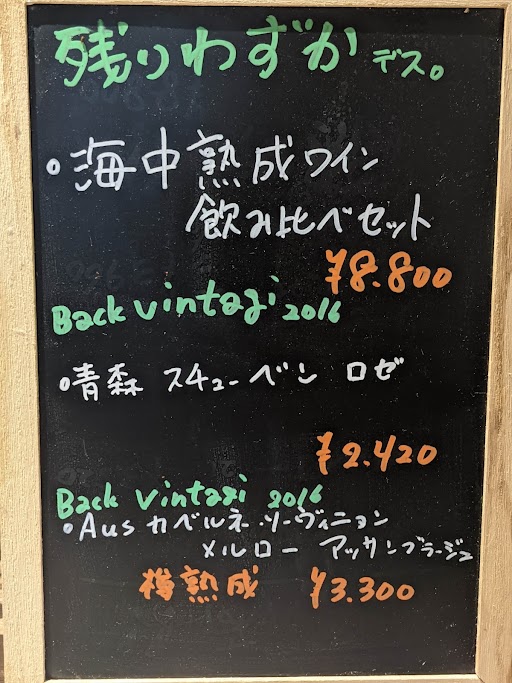 残りわずかデス。
・海中熟成ワイン
飲み比べセット
¥8.800
Back vintagi 2016
・青森 スチューベン ロゼ
¥2.420
Back vintagi 2016
・Aus カベルネ・ソーヴィニョン
メルロー アッサンブラージュ
樽熟成 ¥3.300